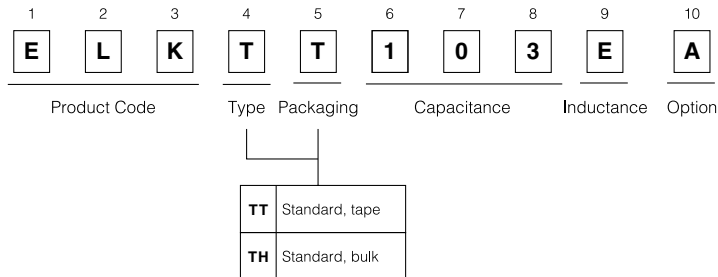 1 2 3 4 5 6 7 8 9 10
E L K T T 1 0 3 E A
Product Code Type Packaging Capacitance Inductance Option
TT Standard, tape
TH Standard, bulk